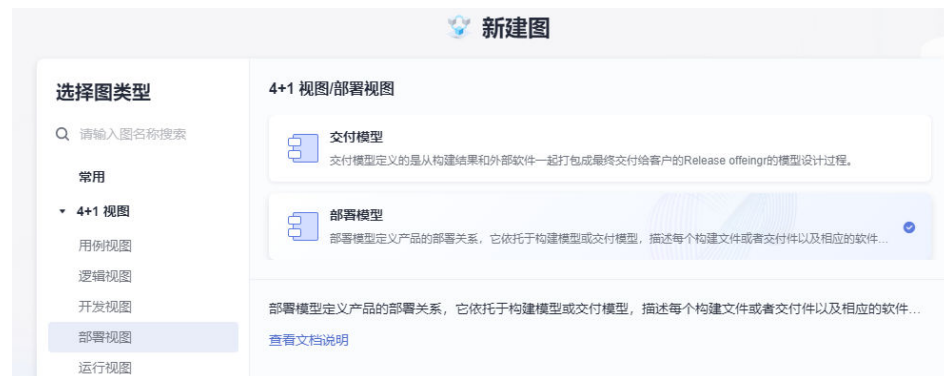 新建图
选择图类型
请输入图名称搜索
常用
4+1 视图
用例视图
逻辑视图
开发视图
部署视图
运行视图
4+1 视图/部署视图
交付模型
交付模型定义的是从构建结果和外部软件一起打包成最终交付给客户的Release offeingr的模型设计过程。
部署模型
部署模型定义产品的部署关系，它依托于构建模型或交付模型，描述每个构建文件或者交付件以及相应的软件...
部署模型定义产品的部署关系，它依托于构建模型或交付模型，描述每个构建文件或者交付件以及相应的软件...
查看文档说明